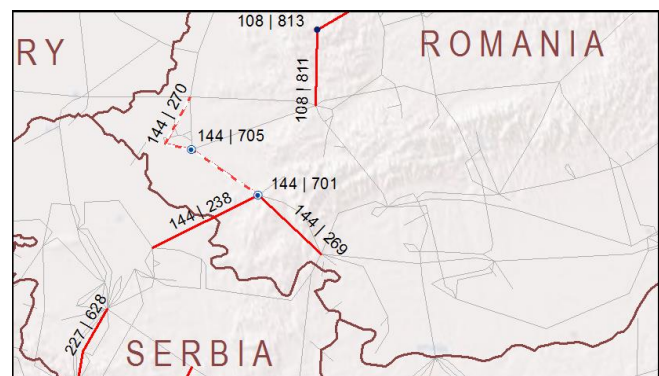 108 | 813
RY
ROMANIA
108 | 811
144 | 270
144 | 705
144 | 701
144 | 238
144 | 269
227 | 628
SERBIA